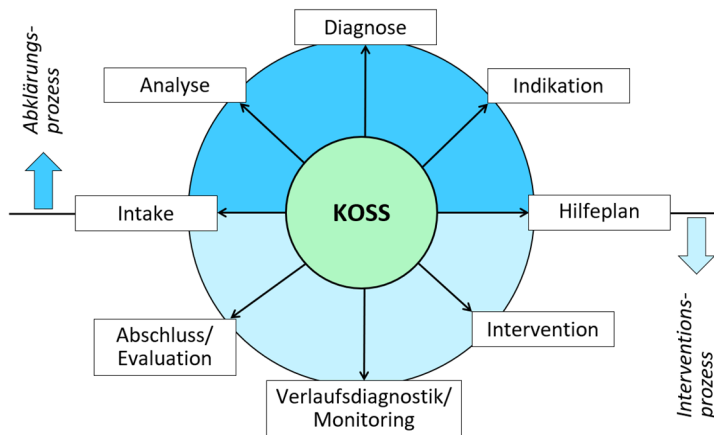 Diagnose
Abklärungs-
prozess
Analyse
Indikation
Intake
KOSS
Hilfeplan
Abschluss/
Evaluation
Intervention
Verlaufsdiagnostik/
Monitoring
Interventions-
prozess